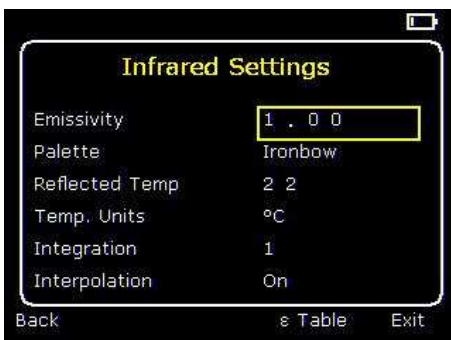 Infrared Settings
Emissivity 1 . 0 0
Palette Ironbow
Reflected Temp 2 2
Temp. Units ºC
Integration 1
Interpolation On
Back ε Table Exit